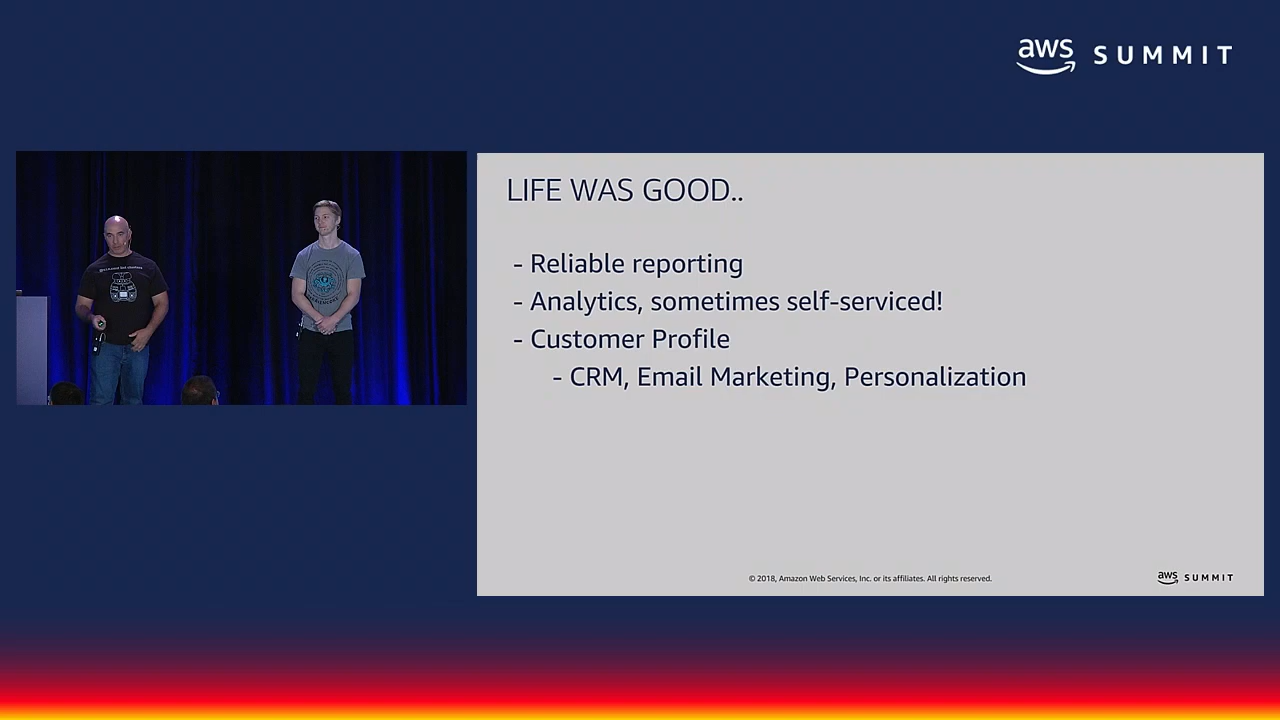 aws SUMMIT
LIFE WAS GOOD..
- Reliable reporting
- Analytics, sometimes self-serviced!
- Customer Profile
- CRM, Email Marketing, Personalization
© 2018, Amazon Web Services, Inc. or its affiliates. All rights reserved.
aws SUMMIT